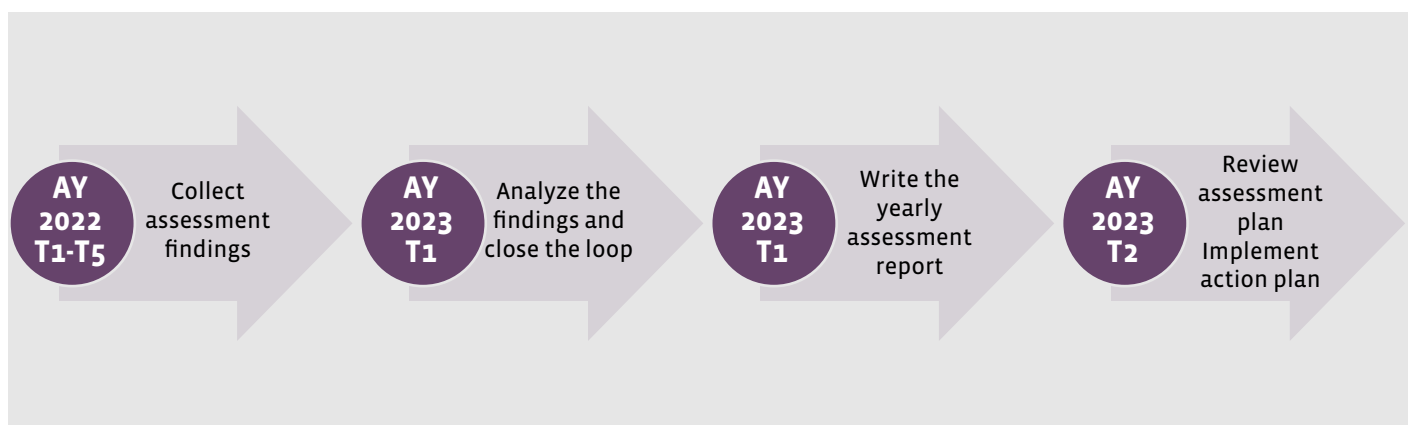 AY
2022
T1-T5
Collect
assessment
findings
AY
2023
T1
Analyze the
findings and
close the loop
AY
2023
T1
Write the
yearly
assessment
report
AY
2023
T2
Review
assessment
plan
Implement
action plan